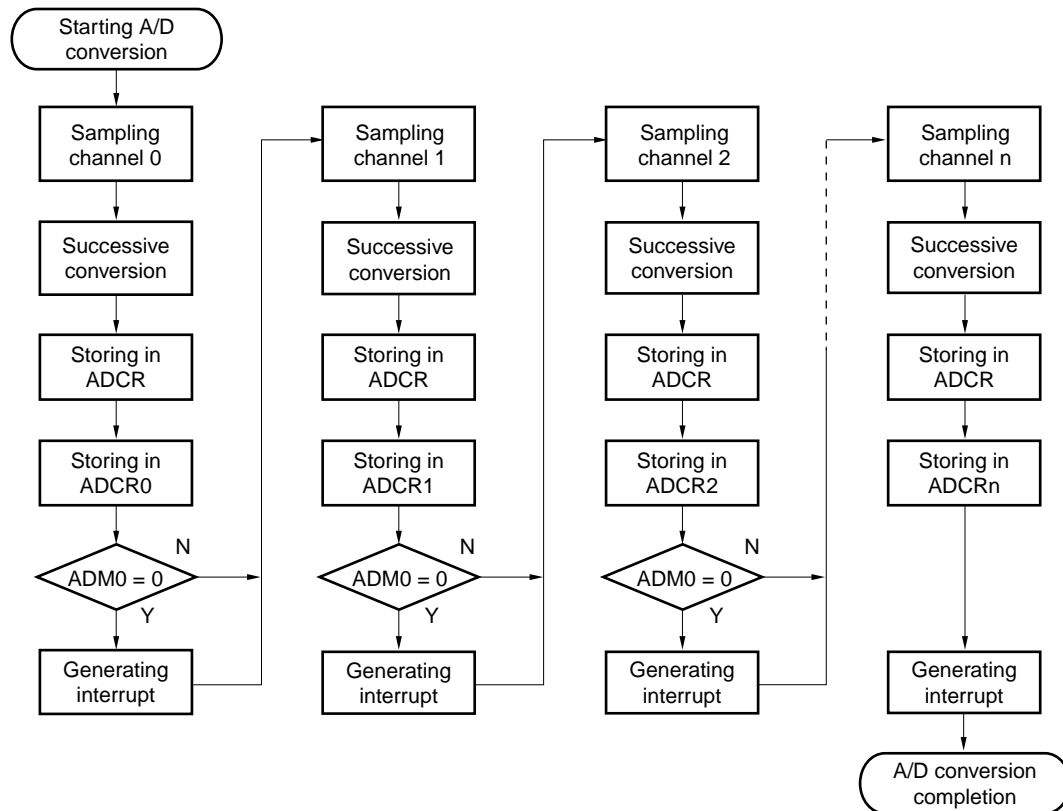 Starting A/D
conversion
Sampling
channel 0
Successive
conversion
Storing in
ADCR
Storing in
ADCR0
ADM0 = 0
N
Y
Generating
interrupt
Sampling
channel 1
Successive
conversion
Storing in
ADCR
Storing in
ADCR1
ADM0 = 0
N
Y
Generating
interrupt
Sampling
channel 2
Successive
conversion
Storing in
ADCR
Storing in
ADCR2
ADM0 = 0
N
Y
Generating
interrupt
Sampling
channel n
Successive
conversion
Storing in
ADCR
Storing in
ADCRn
Generating
interrupt
A/D conversion
completion